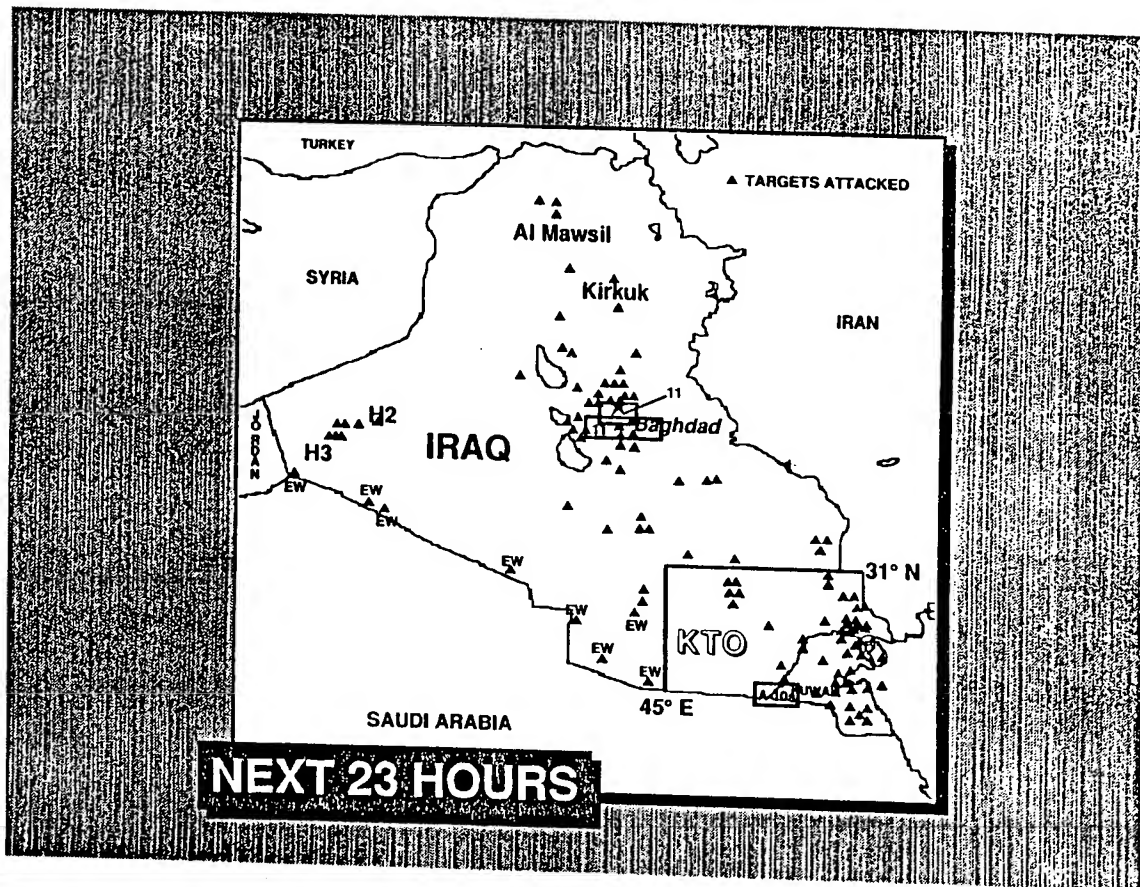 TURKEY
▲ TARGETS ATTACKED
Al Mawsil
SYRIA
Kirkuk
IRAN
11
JORDAN
H2
Baghdad
11
IRAQ
H3
EW
EW
EW
EW
31° N
EW
EW
KTO
EW
EW
45° E
SAUDI ARABIA
NEXT 23 HOURS